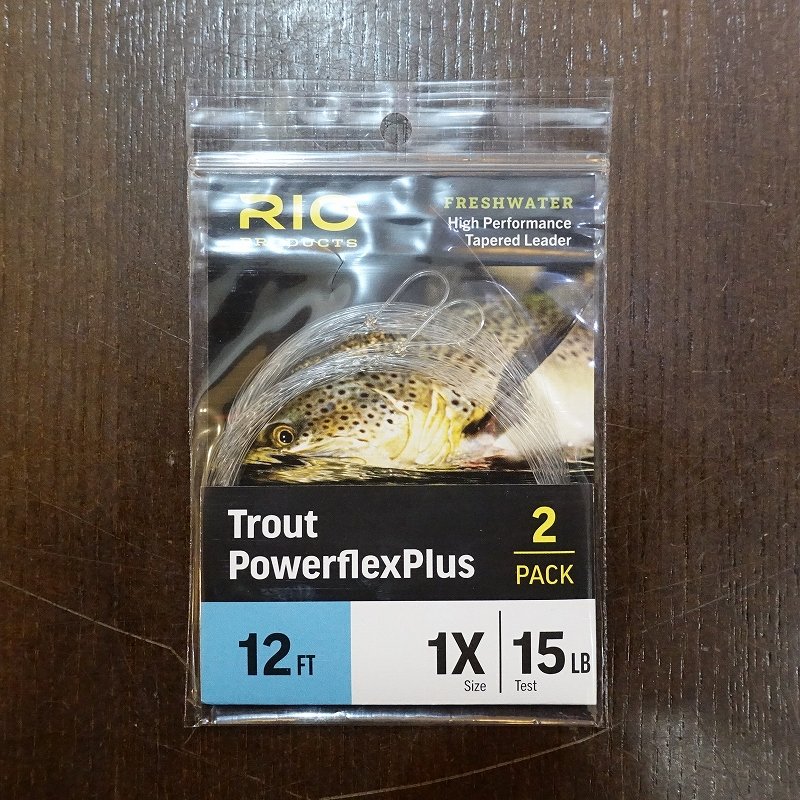 RIO
PRODUCTS
FRESHWATER
High Performance
Tapered Leader
Trout
PowerflexPlus
2
PACK
12 FT
1X
Size
15 LB
Test